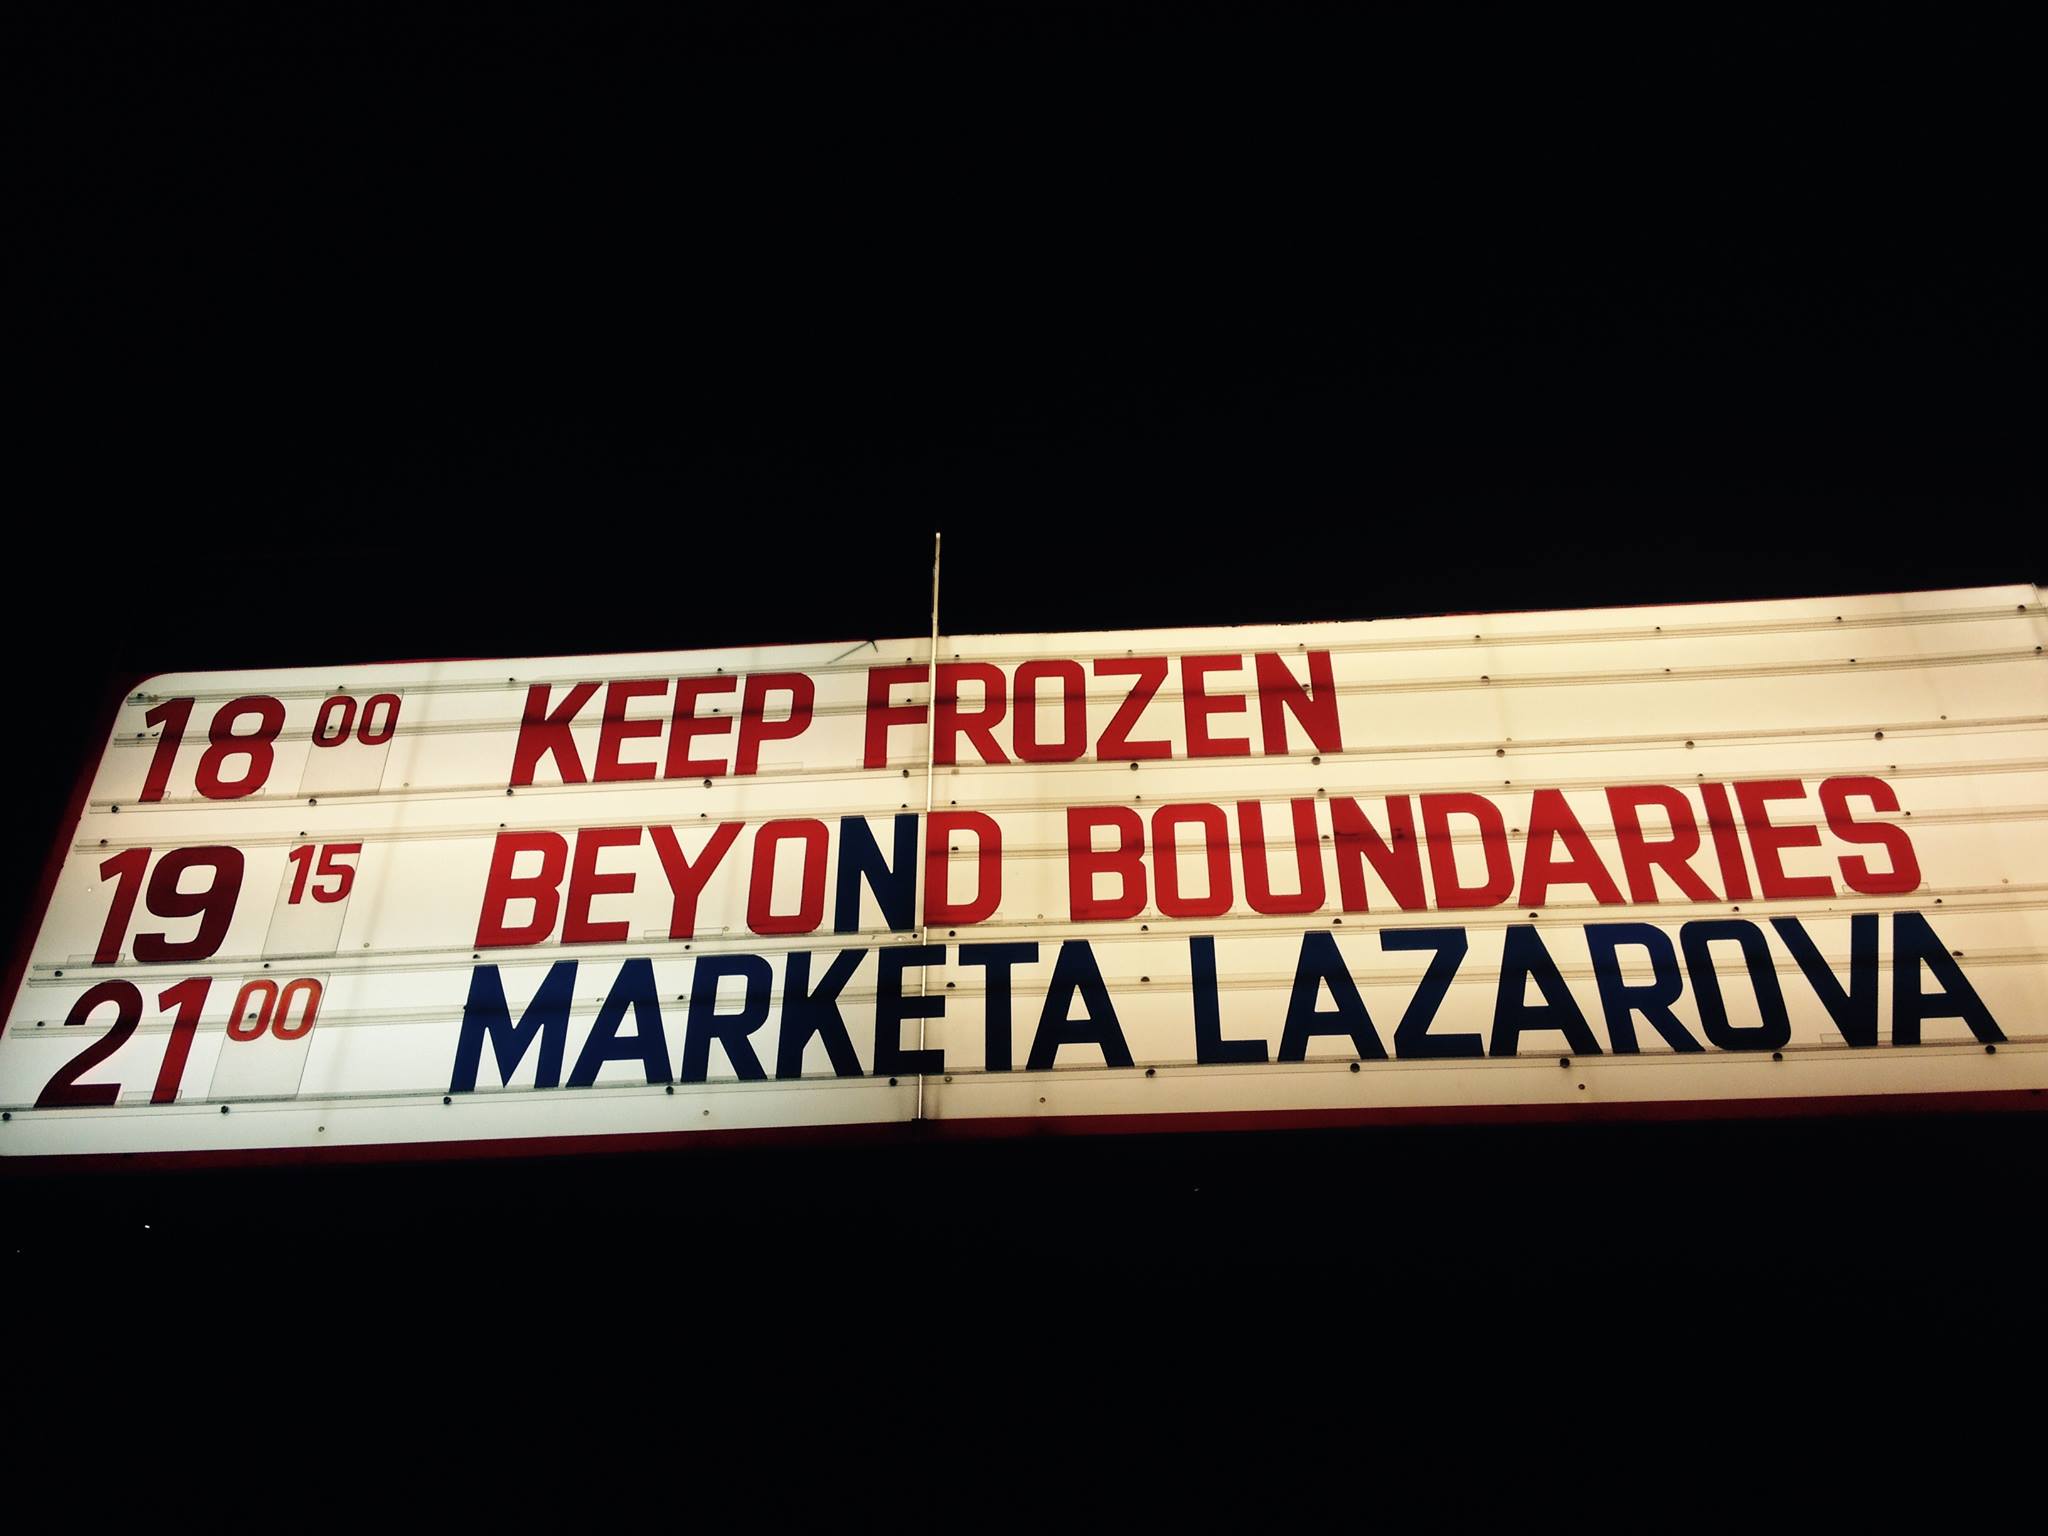 18 00 KEEP FROZEN
19 15 BEYOND BOUNDARIES
21 00 MARKETA LAZAROVA